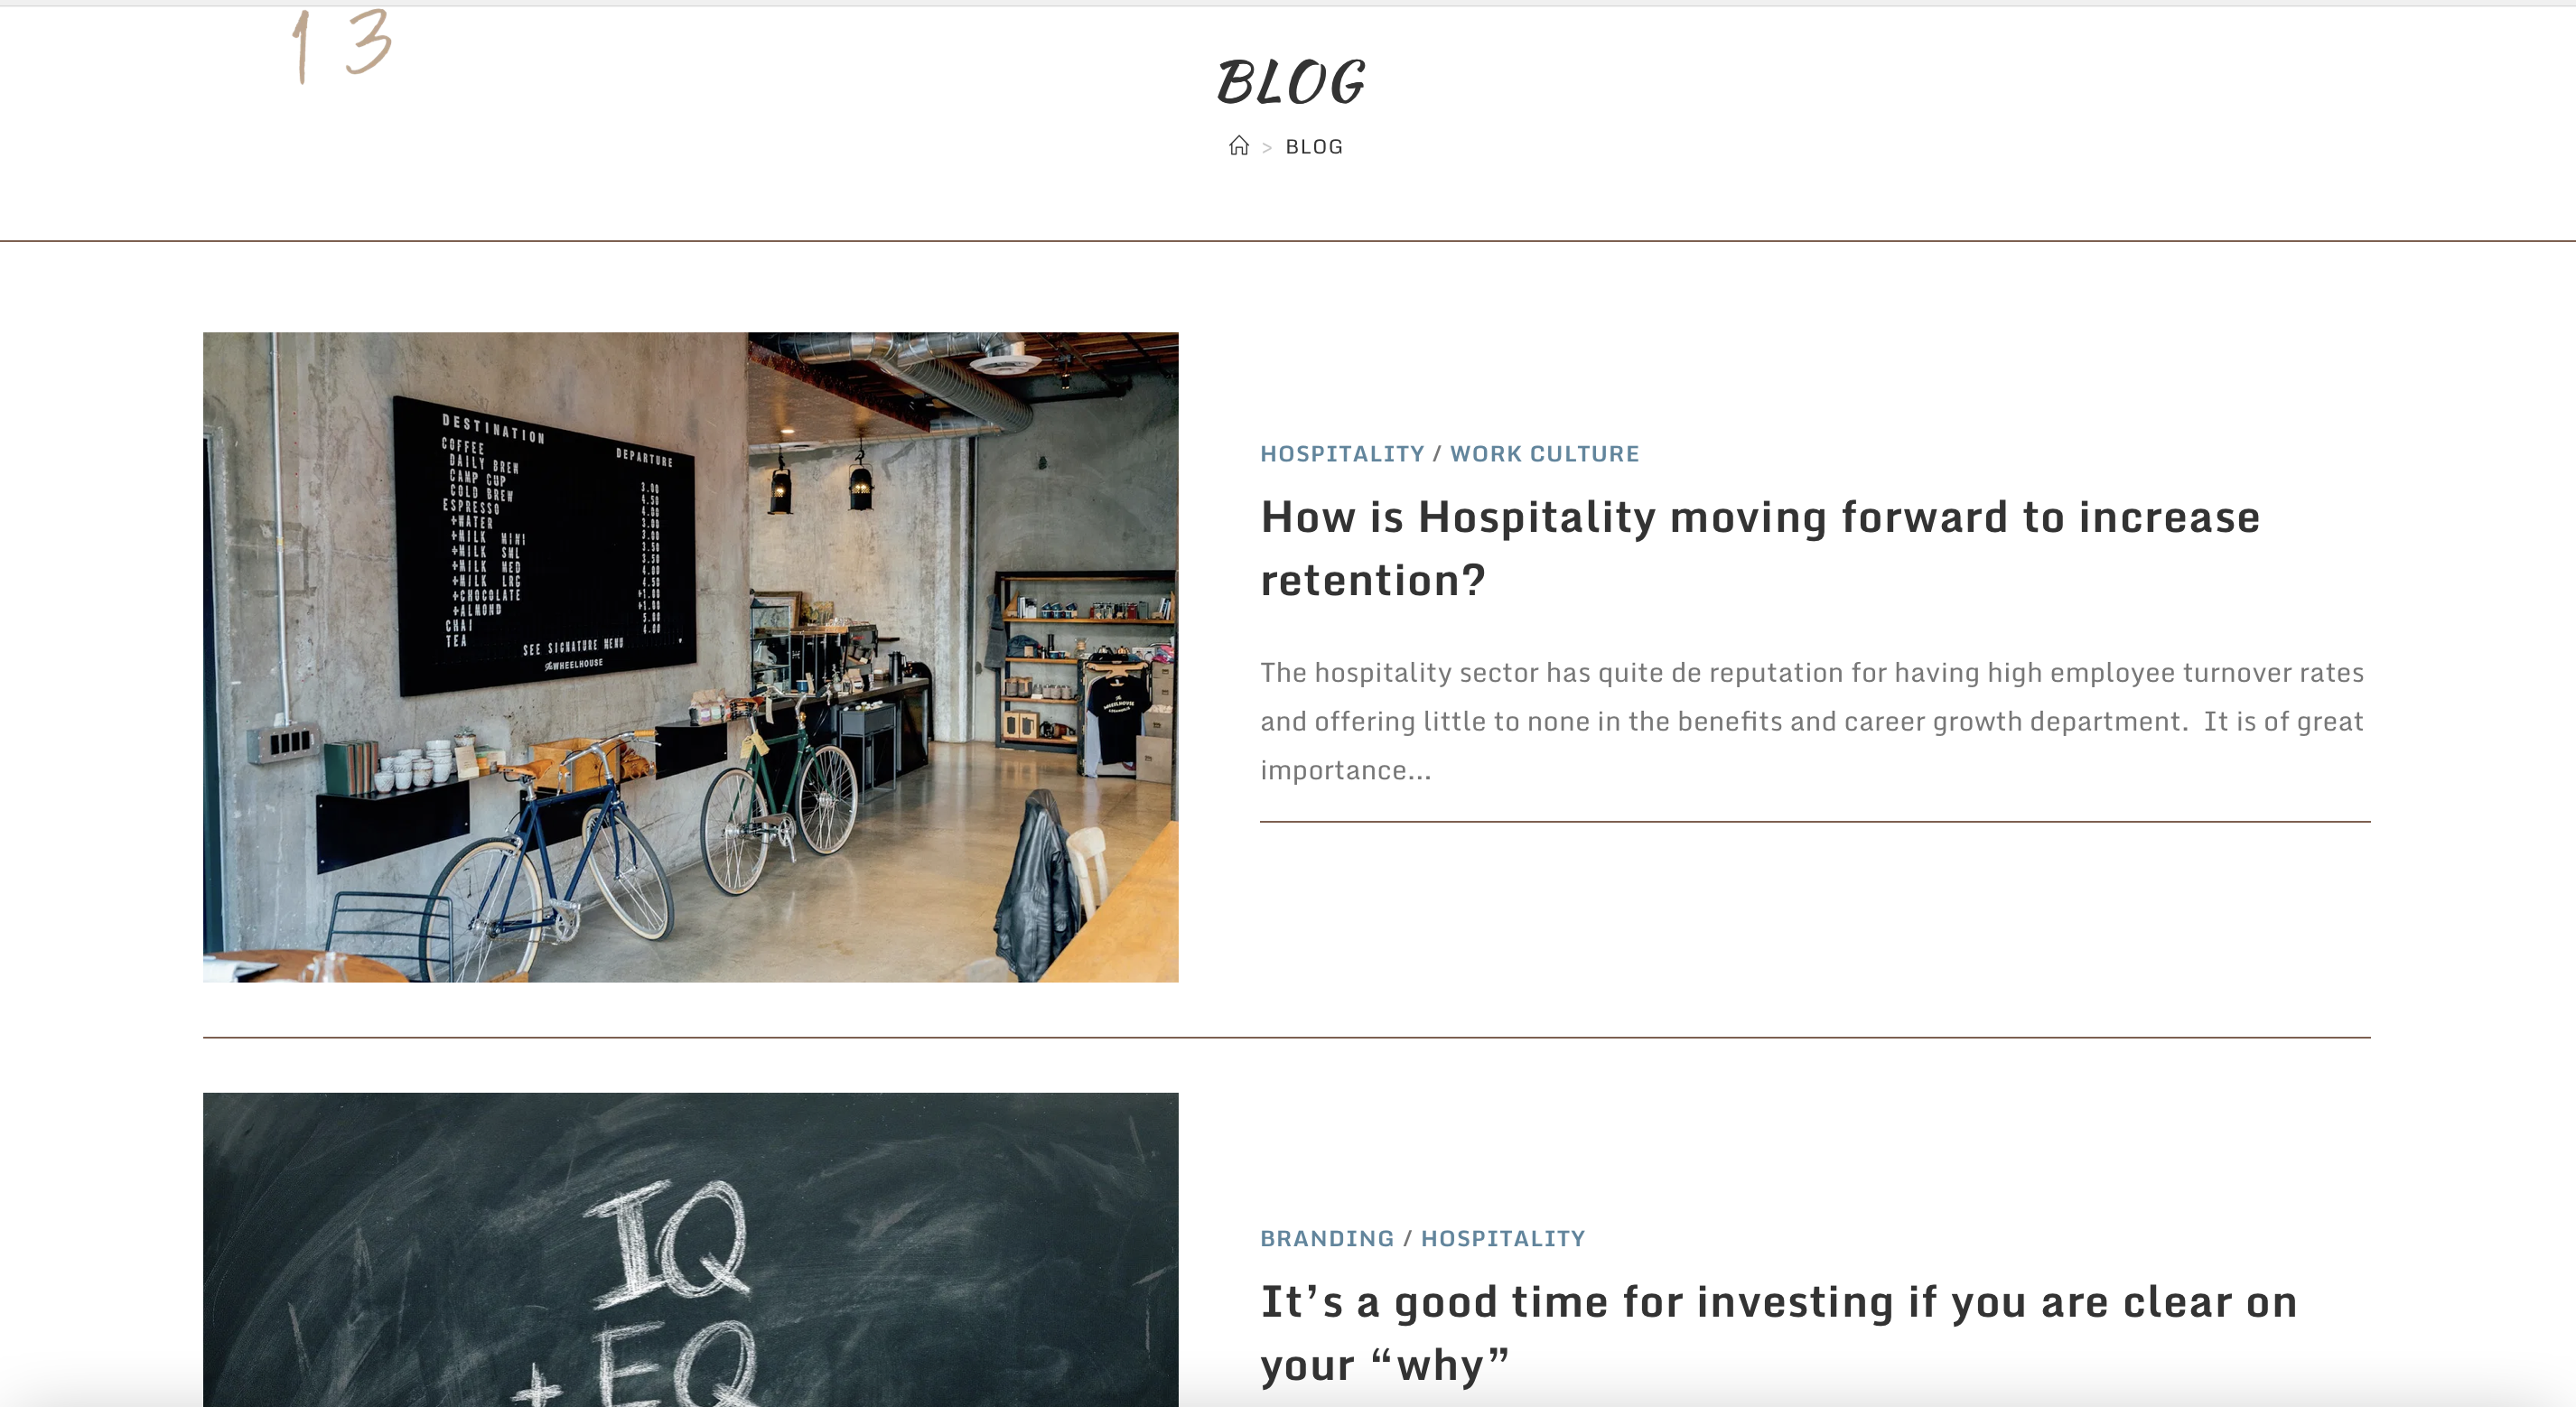 13
BLOG
> BLOG
DESTINATION
DEPARTURE
COFFEE
DAILY BREW 3.00
CAMP CUP 4.50
COLD BREW 4.00
ESPRESSO 3.00
+WATER 3.00
+MILK MINI 3.50
+MILK SML 3.50
+MILK MED 4.00
+MILK LRG 4.50
+CHOCOLATE +1.00
+ALMOND +1.00
CHAI 5.00
TEA 4.00
SEE SIGNATURE MENU
WHEELHOUSE
WHEELHOUSE
HOSPITALITY / WORK CULTURE
How is Hospitality moving forward to increase
retention?
The hospitality sector has quite de reputation for having high employee turnover rates
and offering little to none in the benefits and career growth department.  It is of great
importance...
IQ
+ EQ
BRANDING / HOSPITALITY
It’s a good time for investing if you are clear on
your “why”